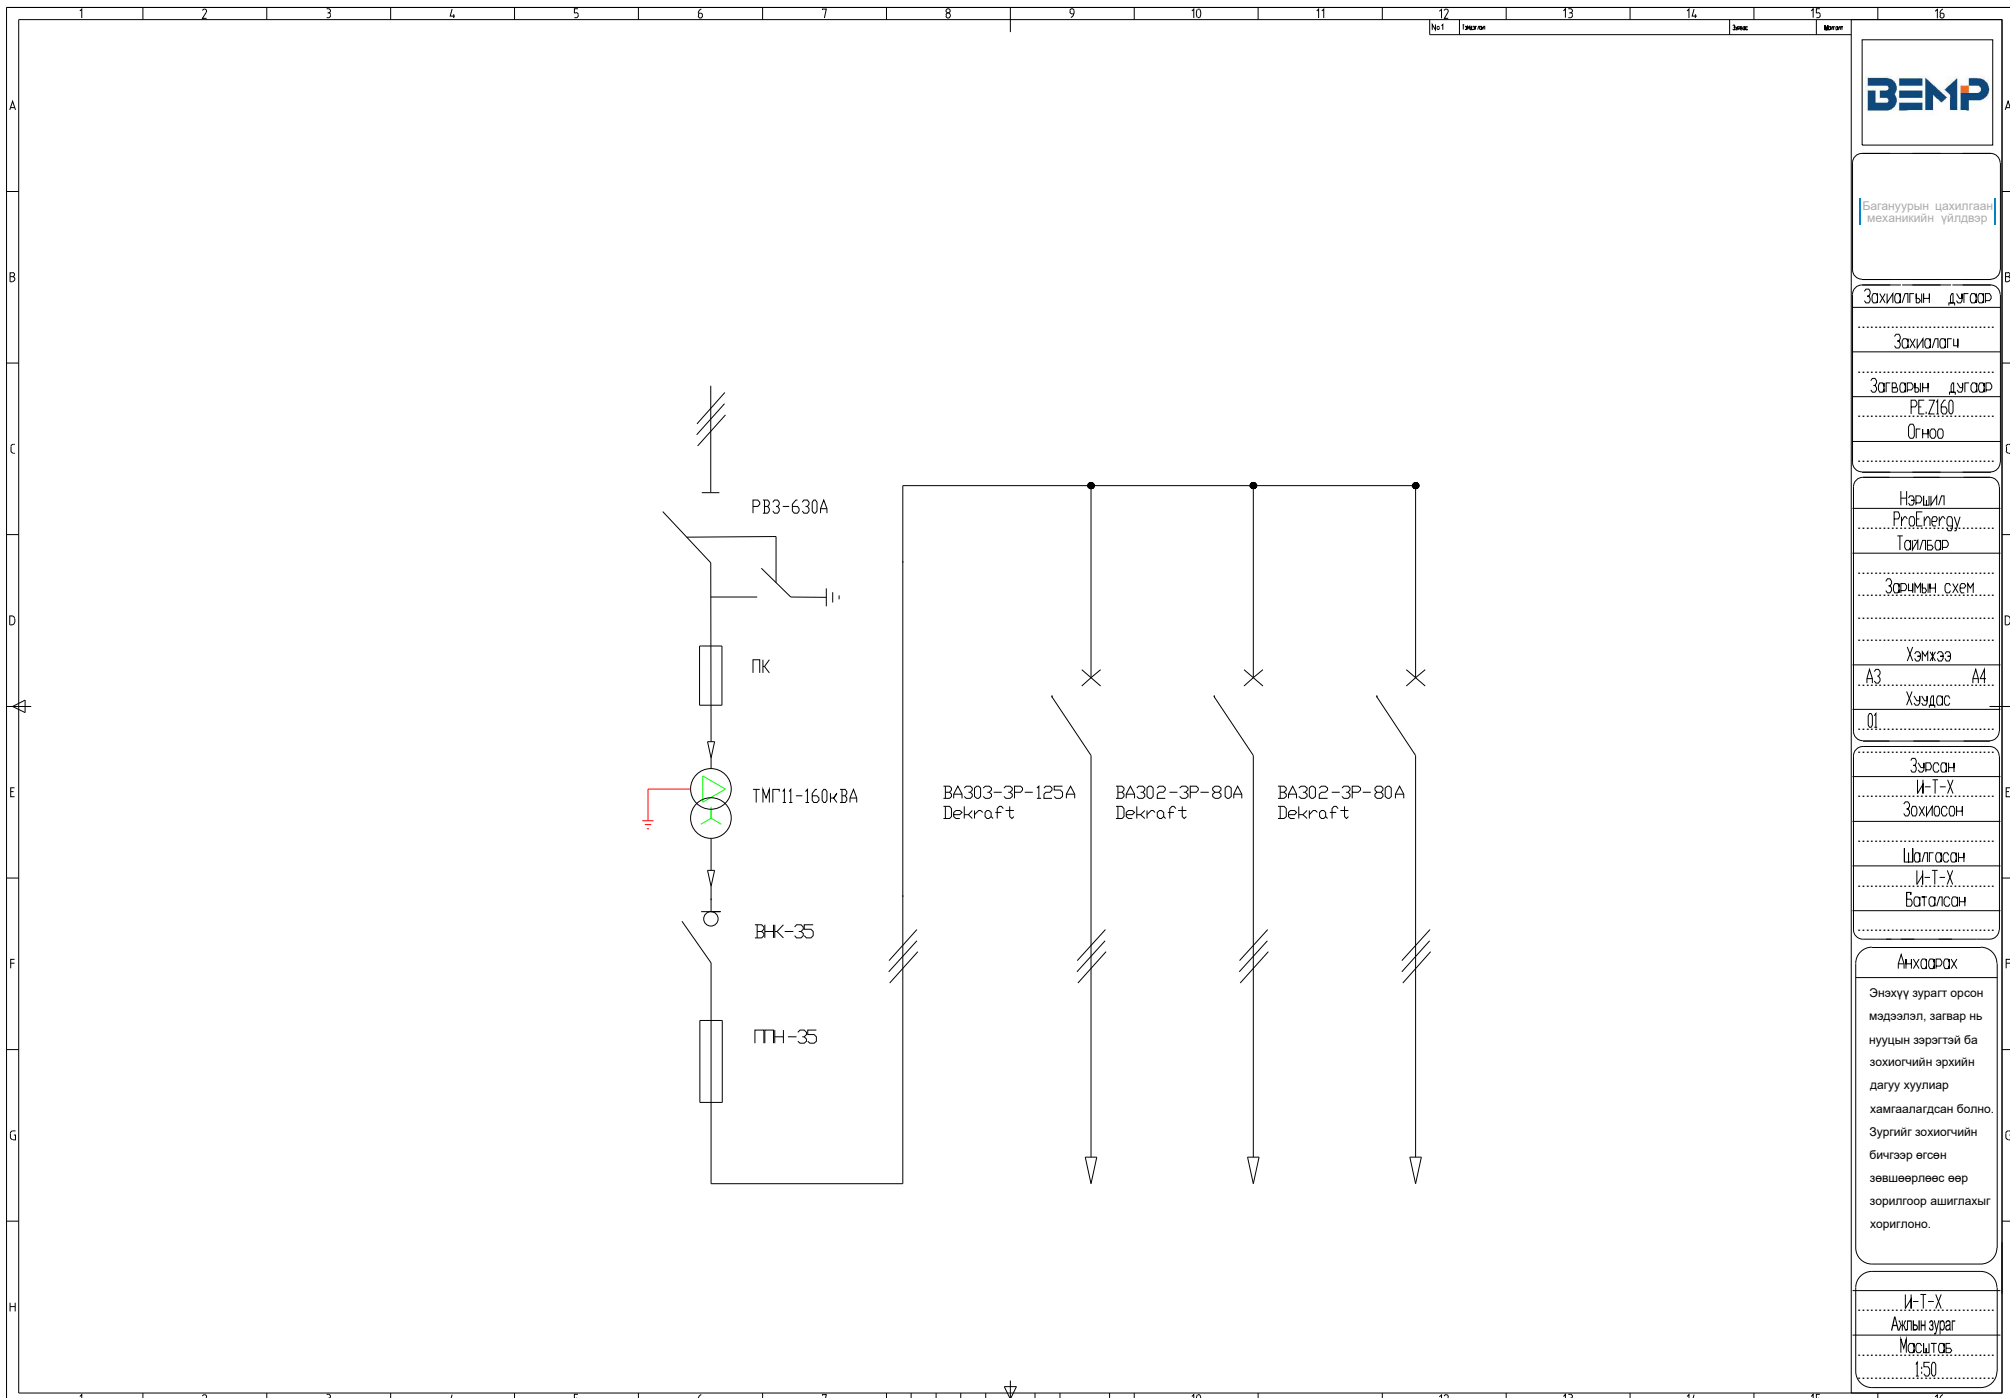 1 2 3 4 5 6 7 8 9 10 11 12 13 14 15 16
No1
A A
B B
C C
D D
E E
F F
G G
H
BEMP
Багануурын цахилгаан
механикийн үйлдвэр
Захиалгын дугаар
Захиалагч
Загварын дугаар
PE.Z160
Огноо
Нэршил
ProEnergy
Тайлбар
Зарчмын схем
Хэмжээ
A3 A4
Хуудас
01
Зурсан
И-Т-Х
Зохиосон
Шалгасан
И-Т-Х
Баталсан
Анхаарах
Энэхүү зурагт орсон
мэдээлэл, загвар нь
нууцын зэрэгтэй ба
зохиогчийн эрхийн
дагуу хуулиар
хамгаалагдсан болно.
Зургийг зохиогчийн
бичгээр өгсөн
зөвшөөрлөөс өөр
зорилгоор ашиглахыг
хориглоно.
И-Т-Х
Ажлын зураг
Масштаб
1:50
РВЗ-630А
ПК
ТМГ11-160кВА
ВНК-35
ППН-35
ВА303-3Р-125А
Dekraft
ВА302-3Р-80А
Dekraft
ВА302-3Р-80А
Dekraft